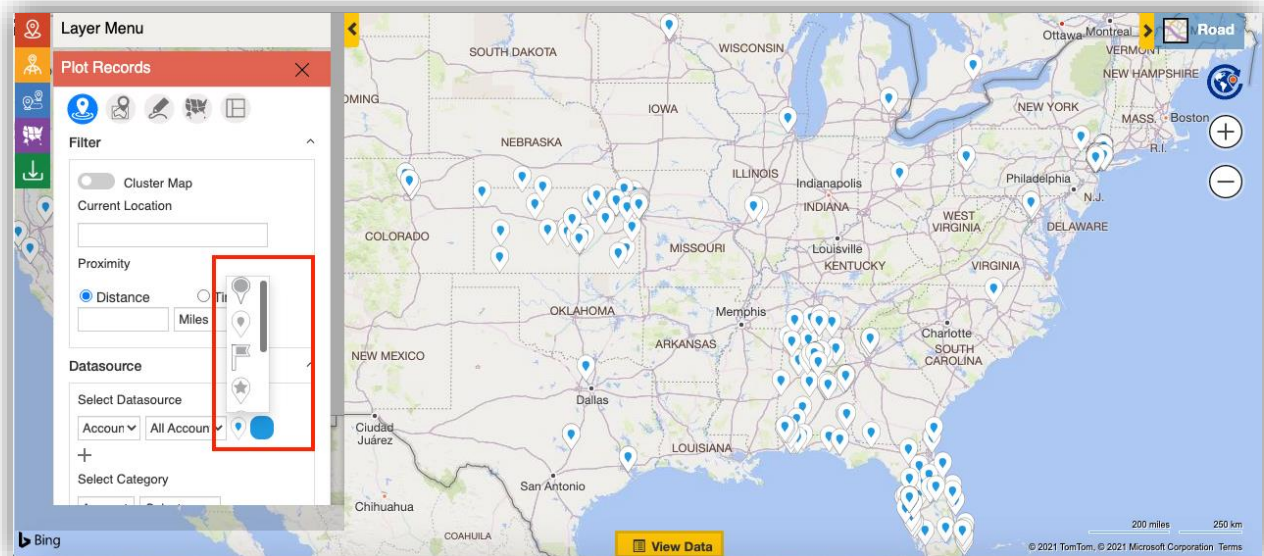 Layer Menu
Plot Records
Filter
Cluster Map
Current Location
Proximity
Distance
Miles
Datasource
Select Datasource
Accoun
All Accoun
Select Category
SOUTH DAKOTA
WISCONSIN
Ottawa
Montreal
Road
VERMONT
NEW HAMPSHIRE
OMING
IOWA
NEW YORK
MASS.
Boston
R.I.
NEBRASKA
ILLINOIS
Indianapolis
INDIANA
Philadelphia
N.J.
COLORADO
WEST
VIRGINIA
DELAWARE
MISSOURI
Louisville
KENTUCKY
VIRGINIA
OKLAHOMA
Memphis
ARKANSAS
Charlotte
SOUTH
CAROLINA
NEW MEXICO
Dallas
Ciudad
Juárez
LOUISIANA
San Antonio
Chihuahua
COAHUILA
Bing
View Data
200 miles
250 km
© 2021 TomTom, © 2021 Microsoft Corporation Terms